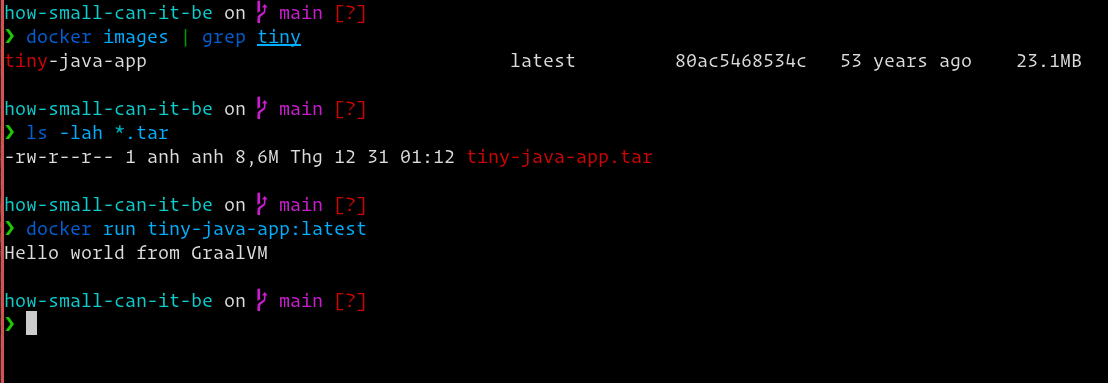 how-small-can-it-be on main [?]
❯ docker images | grep tiny
tiny-java-app latest 80ac5468534c 53 years ago 23.1MB
how-small-can-it-be on main [?]
❯ ls -lah *.tar
-rw-r--r-- 1 anh anh 8,6M Thg 12 31 01:12 tiny-java-app.tar
how-small-can-it-be on main [?]
❯ docker run tiny-java-app:latest
Hello world from GraalVM
how-small-can-it-be on main [?]
❯